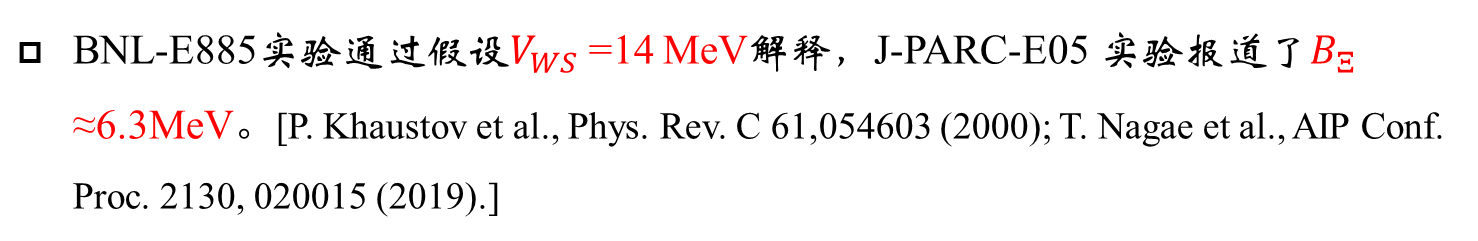 BNL-E885实验通过假设V_WS =14 MeV解释，J-PARC-E05 实验报道了B_Ξ
≈6.3MeV。[P. Khaustov et al., Phys. Rev. C 61,054603 (2000); T. Nagae et al., AIP Conf.
Proc. 2130, 020015 (2019).]